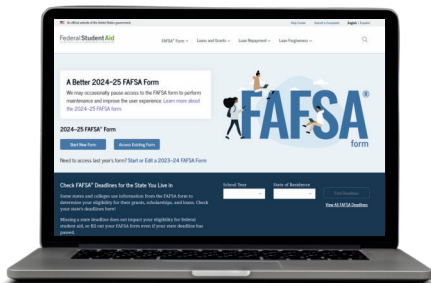 An official website of the United States government
Help Center Submit a Complaint English | Español
Federal Student Aid
FAFSA® Form Loans and Grants Loan Repayment Loan Forgiveness
A Better 2024–25 FAFSA Form
We may occasionally pause access to the FAFSA form to perform
maintenance and improve the user experience. Learn more about
the 2024–25 FAFSA form.
2024–25 FAFSA® Form
Start New Form Access Existing Form
Need to access last year's form? Start or Edit a 2023–24 FAFSA Form
FAFSA®
form
Check FAFSA® Deadlines for the State You Live in
Some states and colleges use information from the FAFSA form to
determine your eligibility for their grants, scholarships, and loans. Check
your state's deadlines here!
Missing a state deadline does not impact your eligibility for federal
student aid, so fill out your FAFSA form even if your state deadline has
passed.
School Year State of Residence
Find Deadlines
View All FAFSA Deadlines